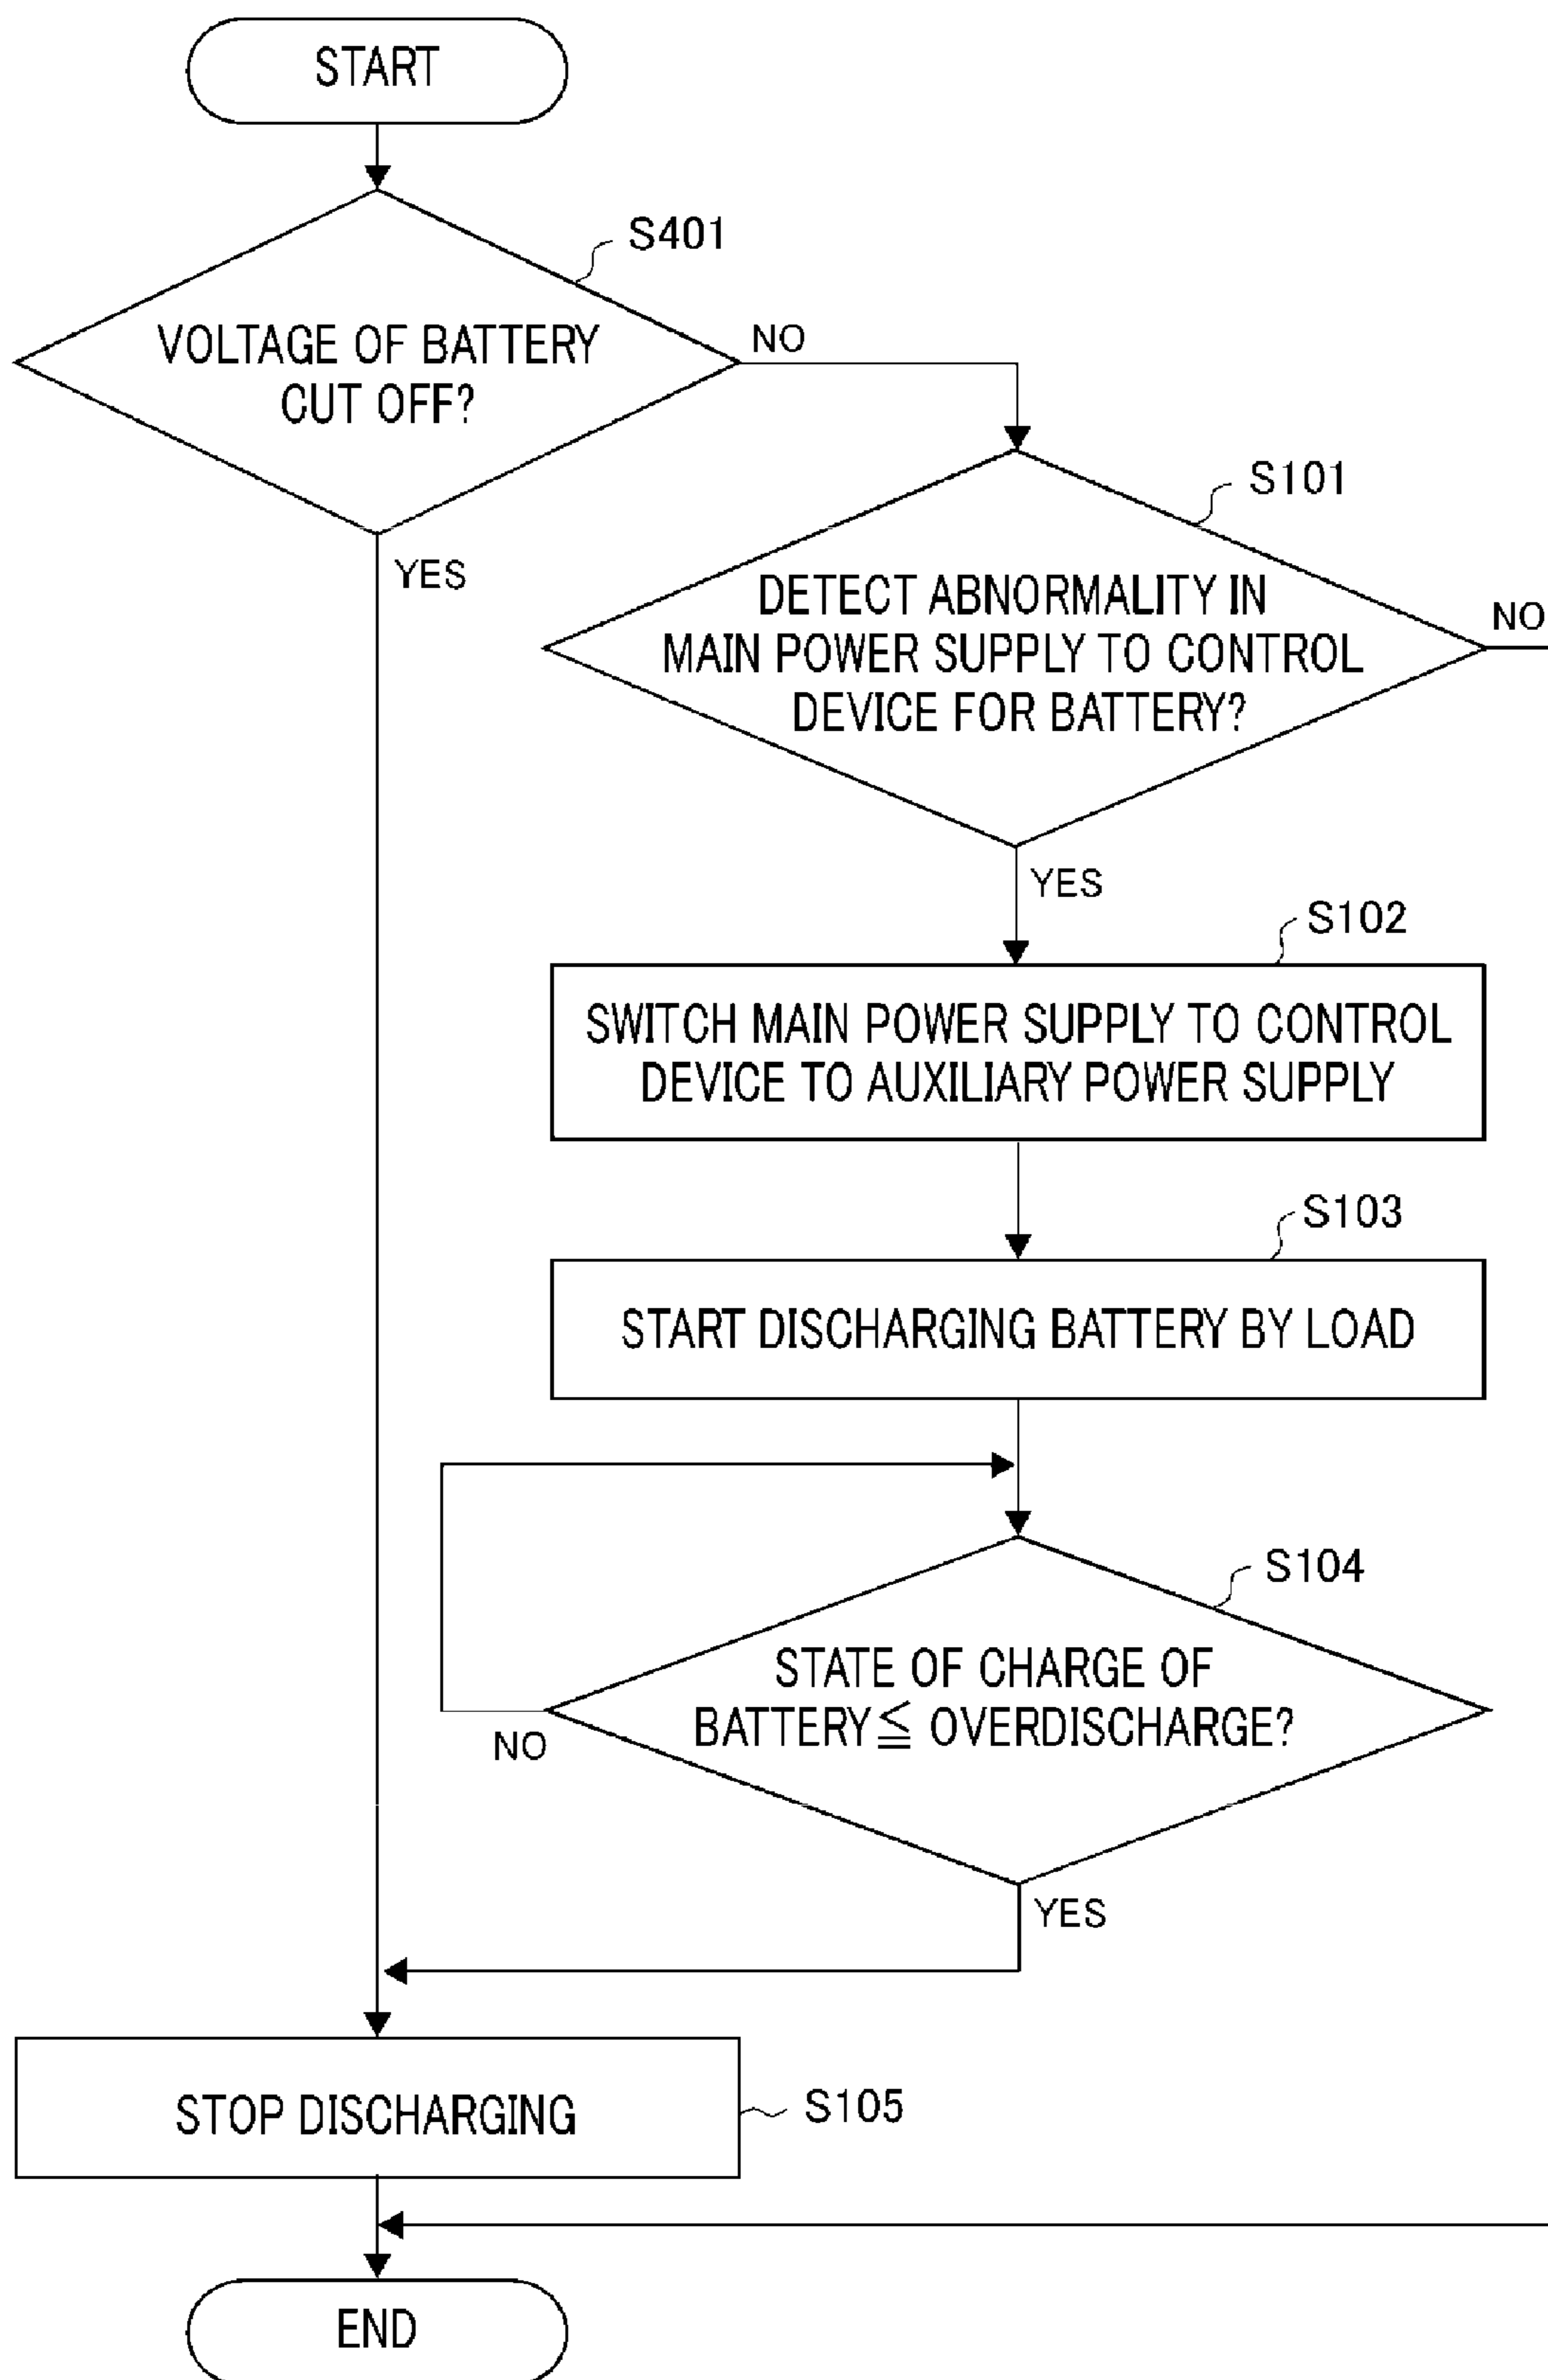 START
S401
VOLTAGE OF BATTERY
CUT OFF?
NO
YES
S101
DETECT ABNORMALITY IN
MAIN POWER SUPPLY TO CONTROL
DEVICE FOR BATTERY?
NO
YES
S102
SWITCH MAIN POWER SUPPLY TO CONTROL
DEVICE TO AUXILIARY POWER SUPPLY
S103
START DISCHARGING BATTERY BY LOAD
S104
STATE OF CHARGE OF
BATTERY≦ OVERDISCHARGE?
NO
YES
STOP DISCHARGING
S105
END